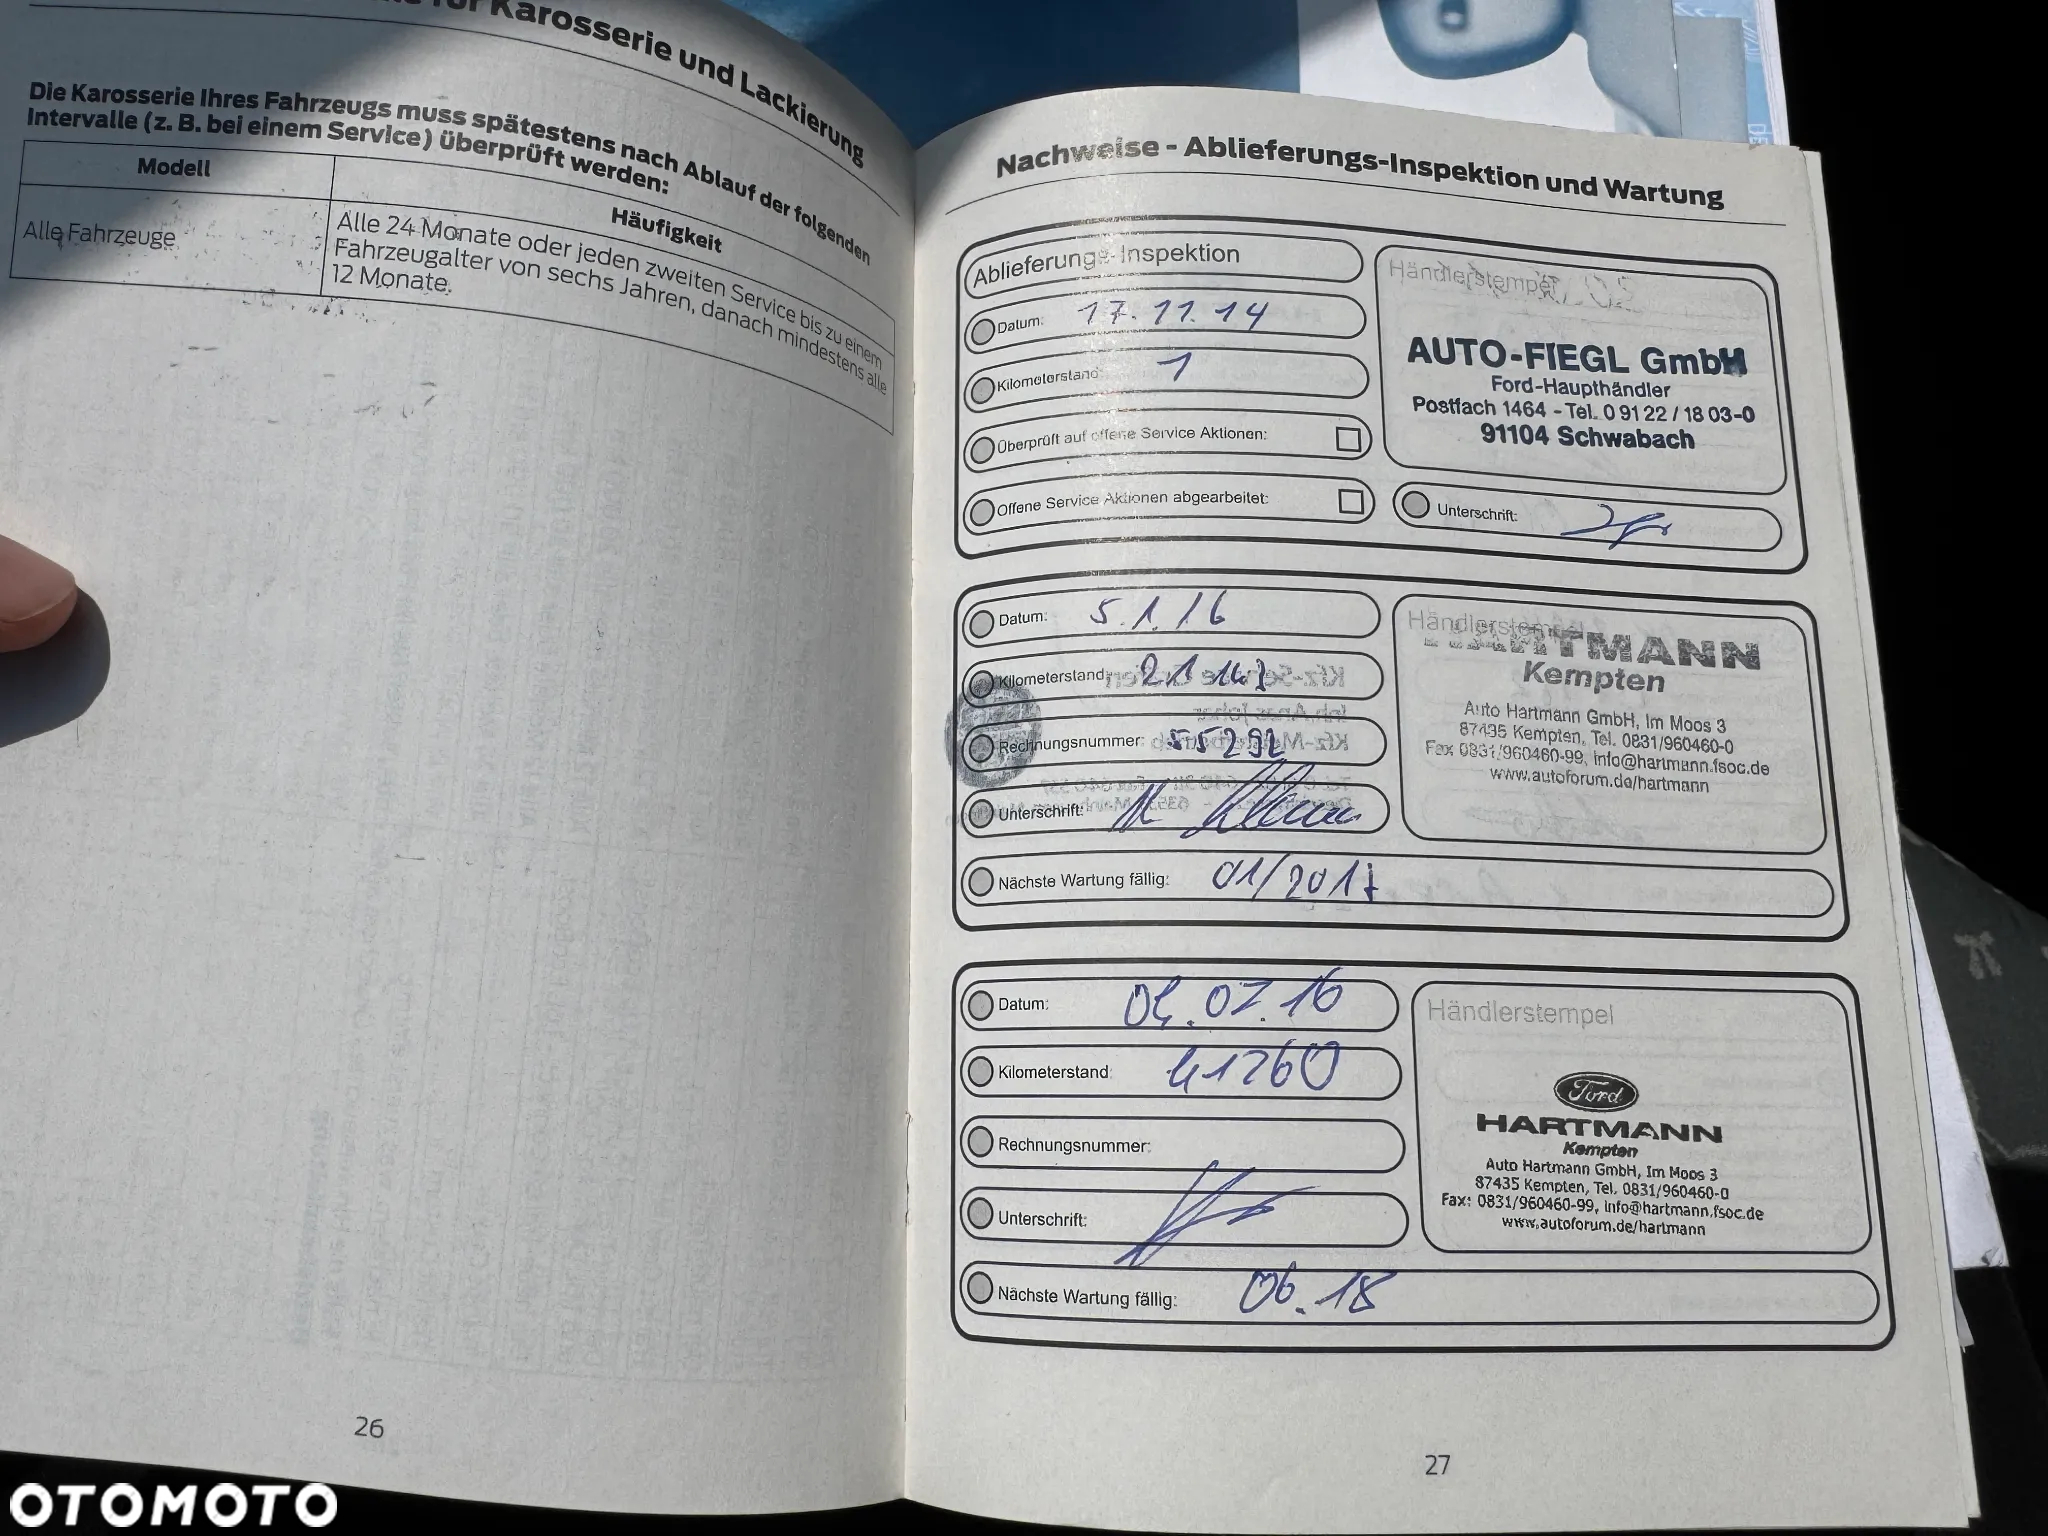 für Karosserie und Lackierung
Die Karosserie Ihres Fahrzeugs muss spätestens nach Ablauf der folgenden
Intervalle (z. B. bei einem Service) überprüft werden:
Modell
Häufigkeit
Alle Fahrzeuge
Alle 24 Monate oder jeden zweiten Service bis zu einem
Fahrzeugalter von sechs Jahren, danach mindestens alle
12 Monate.
26
Nachweise - Ablieferungs-Inspektion und Wartung
Ablieferungs-Inspektion
Datum: 17.11.14
Kilometerstand: 1
Überprüft auf offene Service Aktionen:
Offene Service Aktionen abgearbeitet:
Händlerstempel
AUTO-FIEGL GmbH
Ford-Haupthändler
Postfach 1464 - Tel. 0 91 22 / 18 03-0
91104 Schwabach
Unterschrift:
Datum: 5.1.16
Kilometerstand: 21143
Rechnungsnummer: 55292
Unterschrift:
Nächste Wartung fällig: 01/2017
Händlerstempel
HARTMANN
Kempten
Auto Hartmann GmbH, Im Moos 3
87435 Kempten, Tel. 0831/960460-0
Fax 0831/960460-99, info@hartmann.fsoc.de
www.autoforum.de/hartmann
Datum: 04.07.16
Kilometerstand: 41260
Rechnungsnummer:
Unterschrift:
Nächste Wartung fällig: 06.18
Händlerstempel
Ford
HARTMANN
Kempten
Auto Hartmann GmbH, Im Moos 3
87435 Kempten, Tel. 0831/960460-0
Fax: 0831/960460-99, info@hartmann.fsoc.de
www.autoforum.de/hartmann
27
OTOMOTO